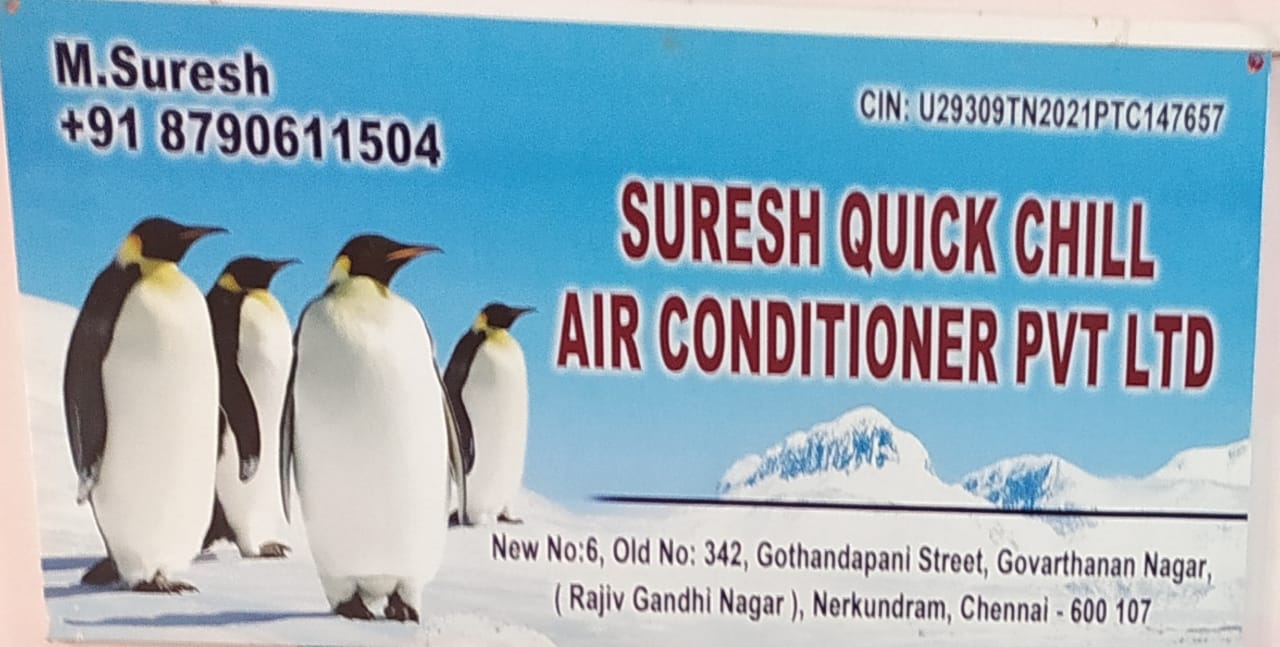 M.Suresh
+91 8790611504
CIN: U29309TN2021PTC147657
SURESH QUICK CHILL
AIR CONDITIONER PVT LTD
New No:6, Old No: 342, Gothandapani Street, Govarthanan Nagar,
( Rajiv Gandhi Nagar ), Nerkundram, Chennai - 600 107